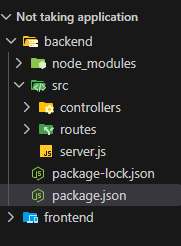 Not taking application
backend
node_modules
src
controllers
routes
server.js
package-lock.json
package.json
frontend